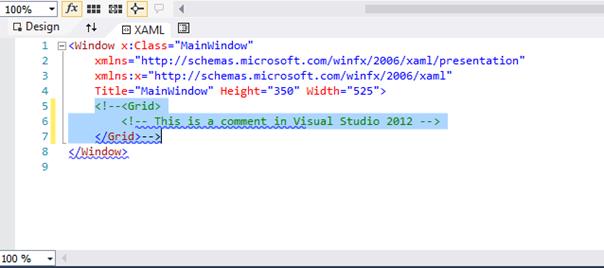 100%
Design XAML
1 <Window x:Class="MainWindow"
2 xmlns="http://schemas.microsoft.com/winfx/2006/xaml/presentation"
3 xmlns:x="http://schemas.microsoft.com/winfx/2006/xaml"
4 Title="MainWindow" Height="350" Width="525">
5 <!--<Grid>
6 <!-- This is a comment in Visual Studio 2012 -->
7 </Grid>-->
8 </Window>
9
100 %